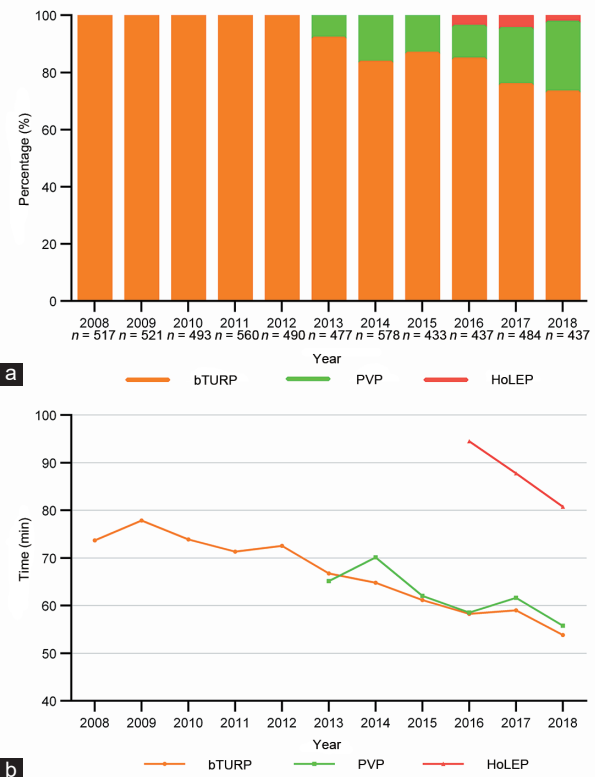 100
80
60
40
20
0
Percentage (%)
2008 2009 2010 2011 2012 2013 2014 2015 2016 2017 2018
n = 517 n = 521 n = 493 n = 560 n = 490 n = 477 n = 578 n = 433 n = 437 n = 484 n = 437
Year
a
bTURP PVP HoLEP
100
90
80
70
60
50
40
Time (min)
2008 2009 2010 2011 2012 2013 2014 2015 2016 2017 2018
Year
b
bTURP PVP HoLEP